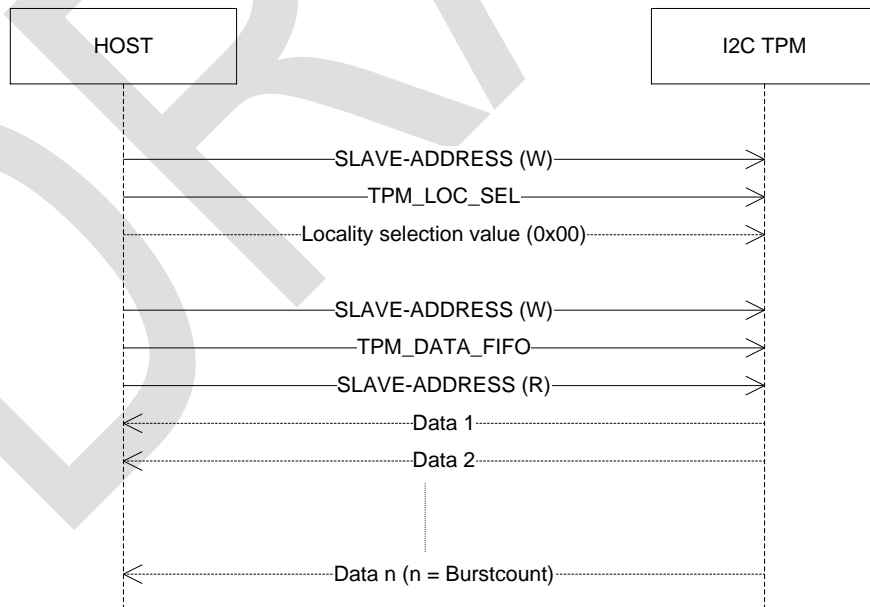 HOST
I2C TPM
SLAVE-ADDRESS (W)
TPM_LOC_SEL
Locality selection value (0x00)
SLAVE-ADDRESS (W)
TPM_DATA_FIFO
SLAVE-ADDRESS (R)
Data 1
Data 2
Data n (n = Burstcount)